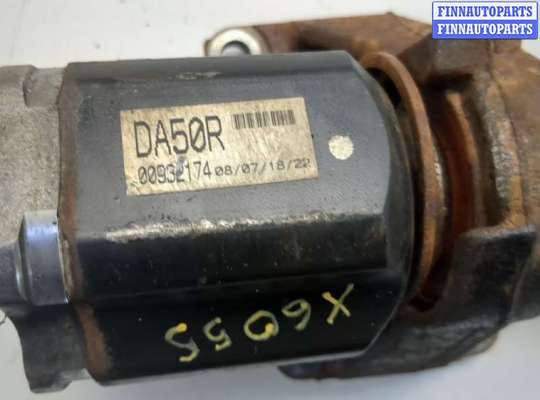 FINNAUTOPARTS
FINNAUTOPARTS
DA50R
00932174 08/07/18/22
X6055